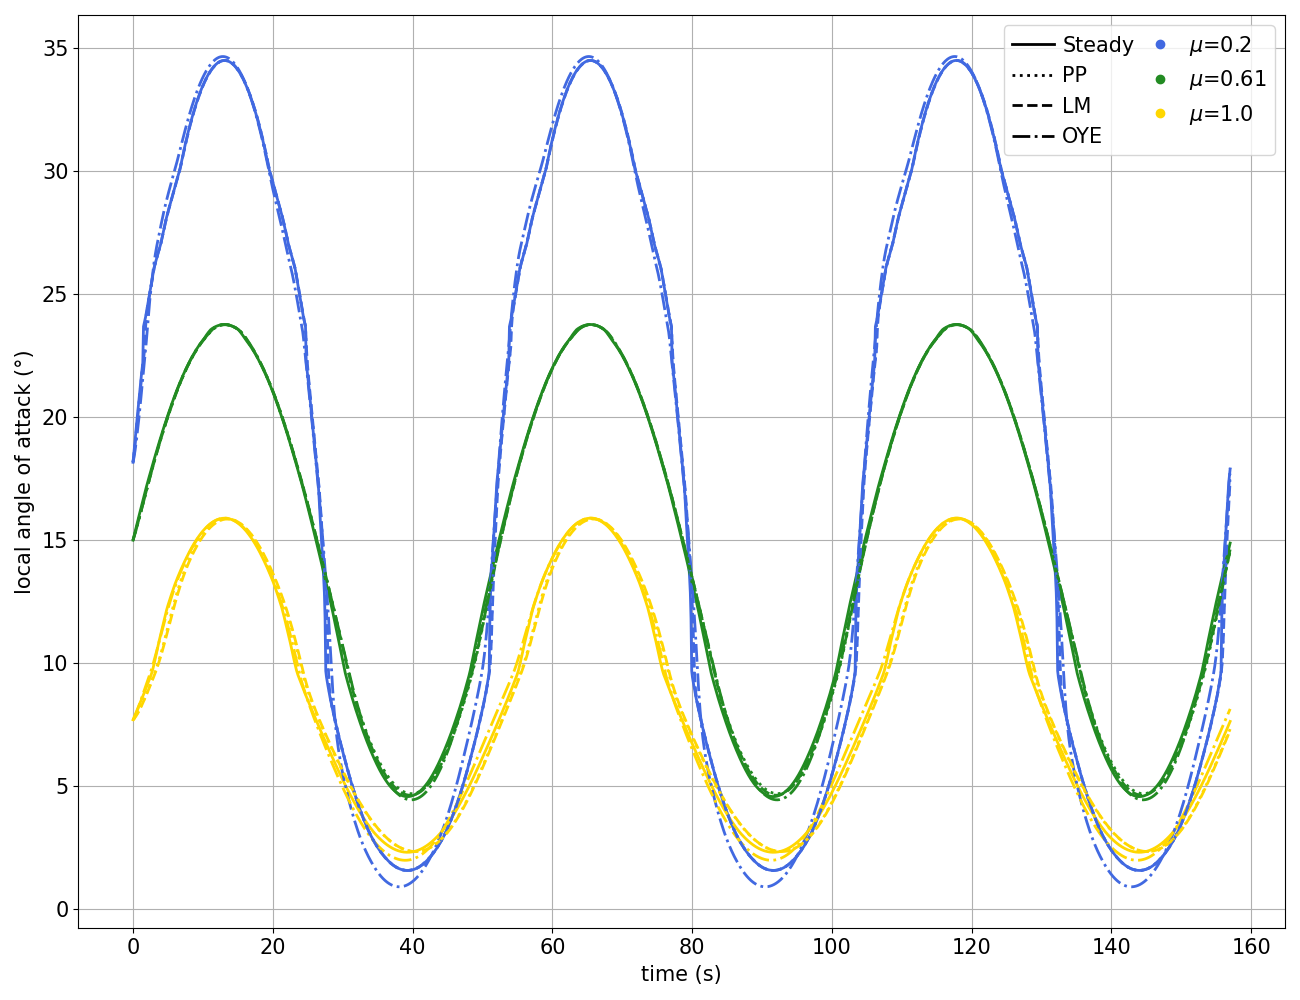 35
30
25
20
15
10
5
0
local angle of attack (°)
0 20 40 60 80 100 120 140 160
time (s)
Steady
PP
LM
OYE
μ=0.2
μ=0.61
μ=1.0